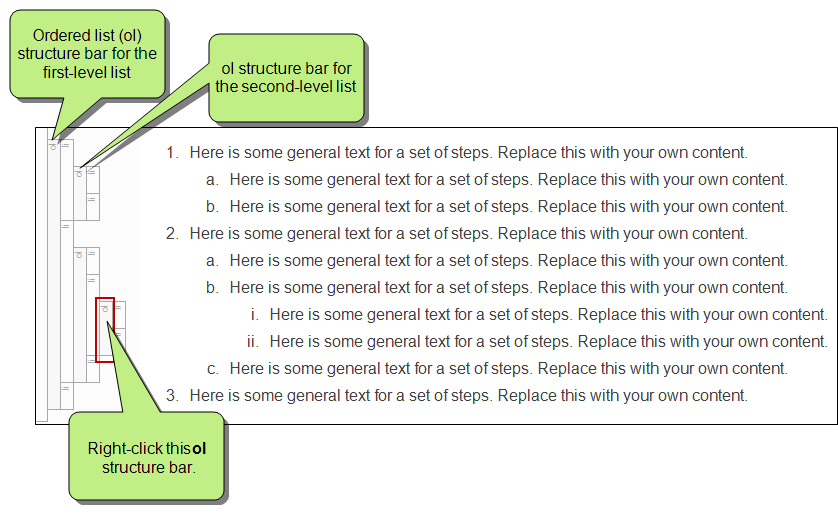 Ordered list (ol)
structure bar for the
first-level list
ol structure bar for
the second-level list
1. Here is some general text for a set of steps. Replace this with your own content.
a. Here is some general text for a set of steps. Replace this with your own content.
b. Here is some general text for a set of steps. Replace this with your own content.
2. Here is some general text for a set of steps. Replace this with your own content.
a. Here is some general text for a set of steps. Replace this with your own content.
b. Here is some general text for a set of steps. Replace this with your own content.
i. Here is some general text for a set of steps. Replace this with your own content.
ii. Here is some general text for a set of steps. Replace this with your own content.
c. Here is some general text for a set of steps. Replace this with your own content.
3. Here is some general text for a set of steps. Replace this with your own content.
Right-click this ol
structure bar.